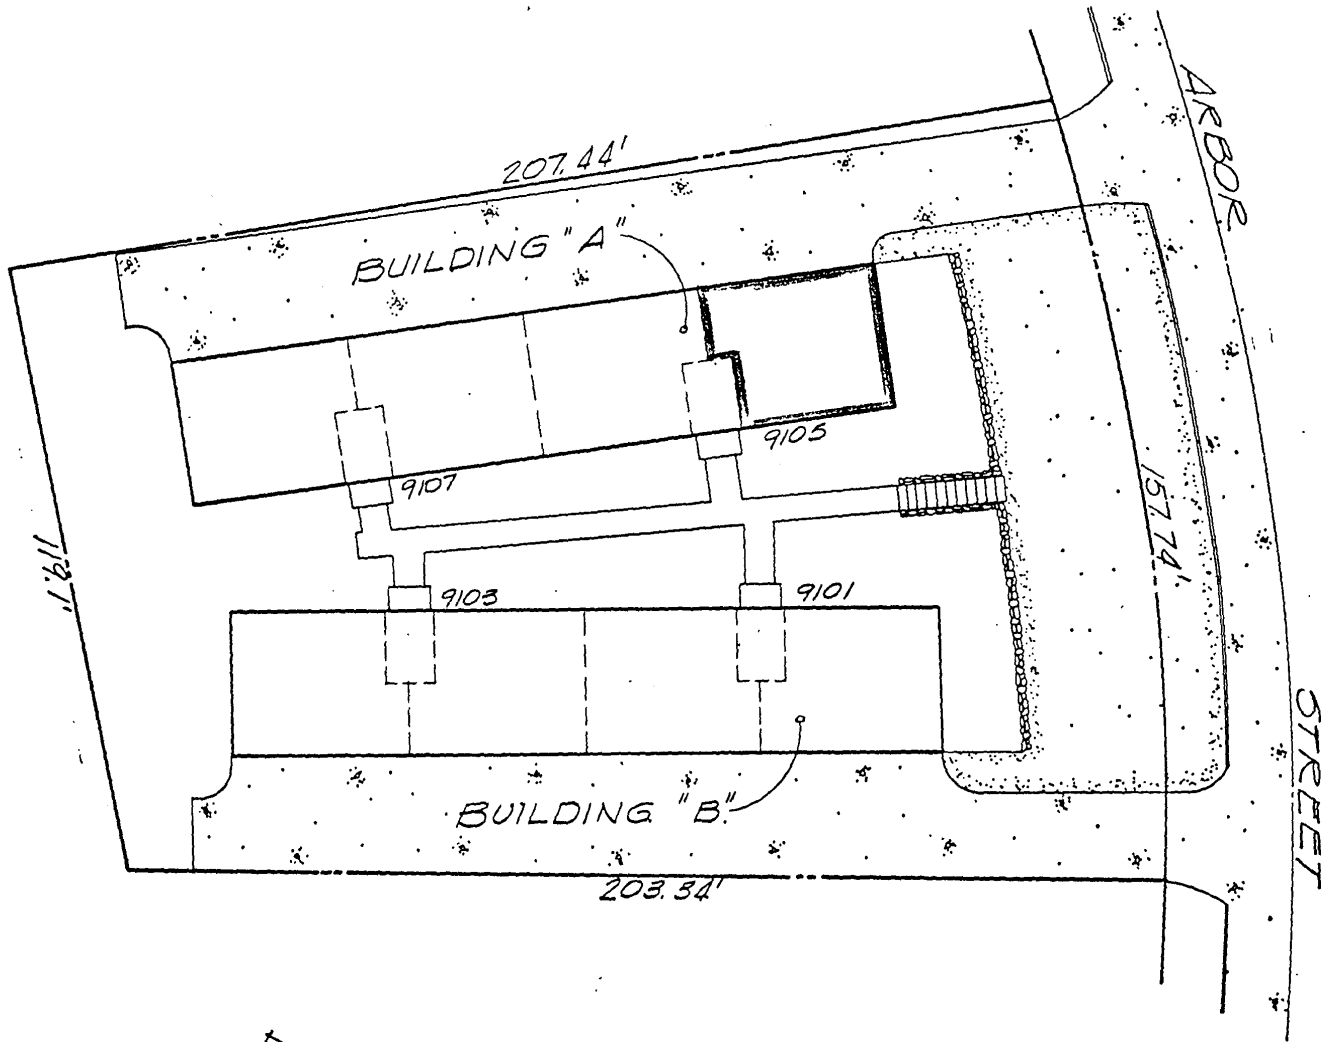 ARBOR
207.44'
BUILDING "A"
9105
9107
157.74'
119.1'
9103
9101
STREET
BUILDING "B"
203.34'